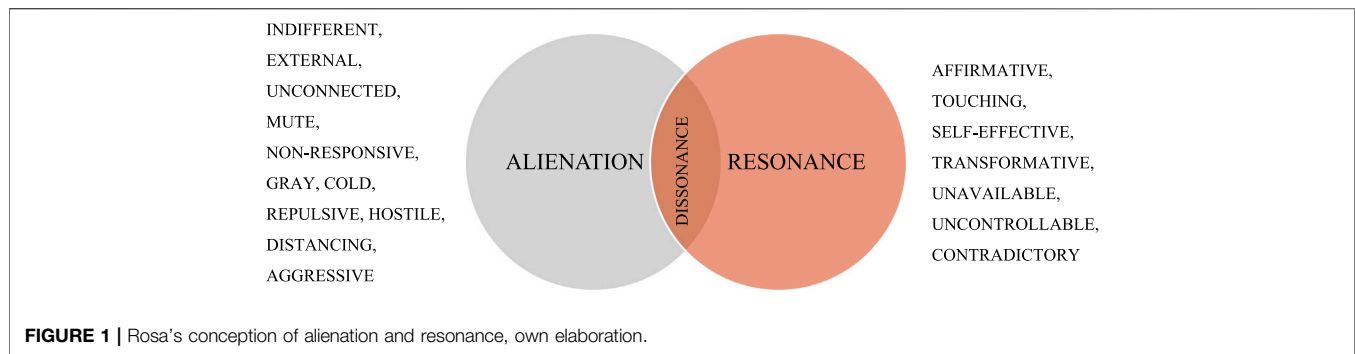 INDIFFERENT,
EXTERNAL,
UNCONNECTED,
MUTE,
NON-RESPONSIVE,
GRAY, COLD,
REPULSIVE, HOSTILE,
DISTANCING,
AGGRESSIVE
ALIENATION
DISSONANCE
RESONANCE
AFFIRMATIVE,
TOUCHING,
SELF-EFFECTIVE,
TRANSFORMATIVE,
UNAVAILABLE,
UNCONTROLLABLE,
CONTRADICTORY
FIGURE 1 | Rosa’s conception of alienation and resonance, own elaboration.